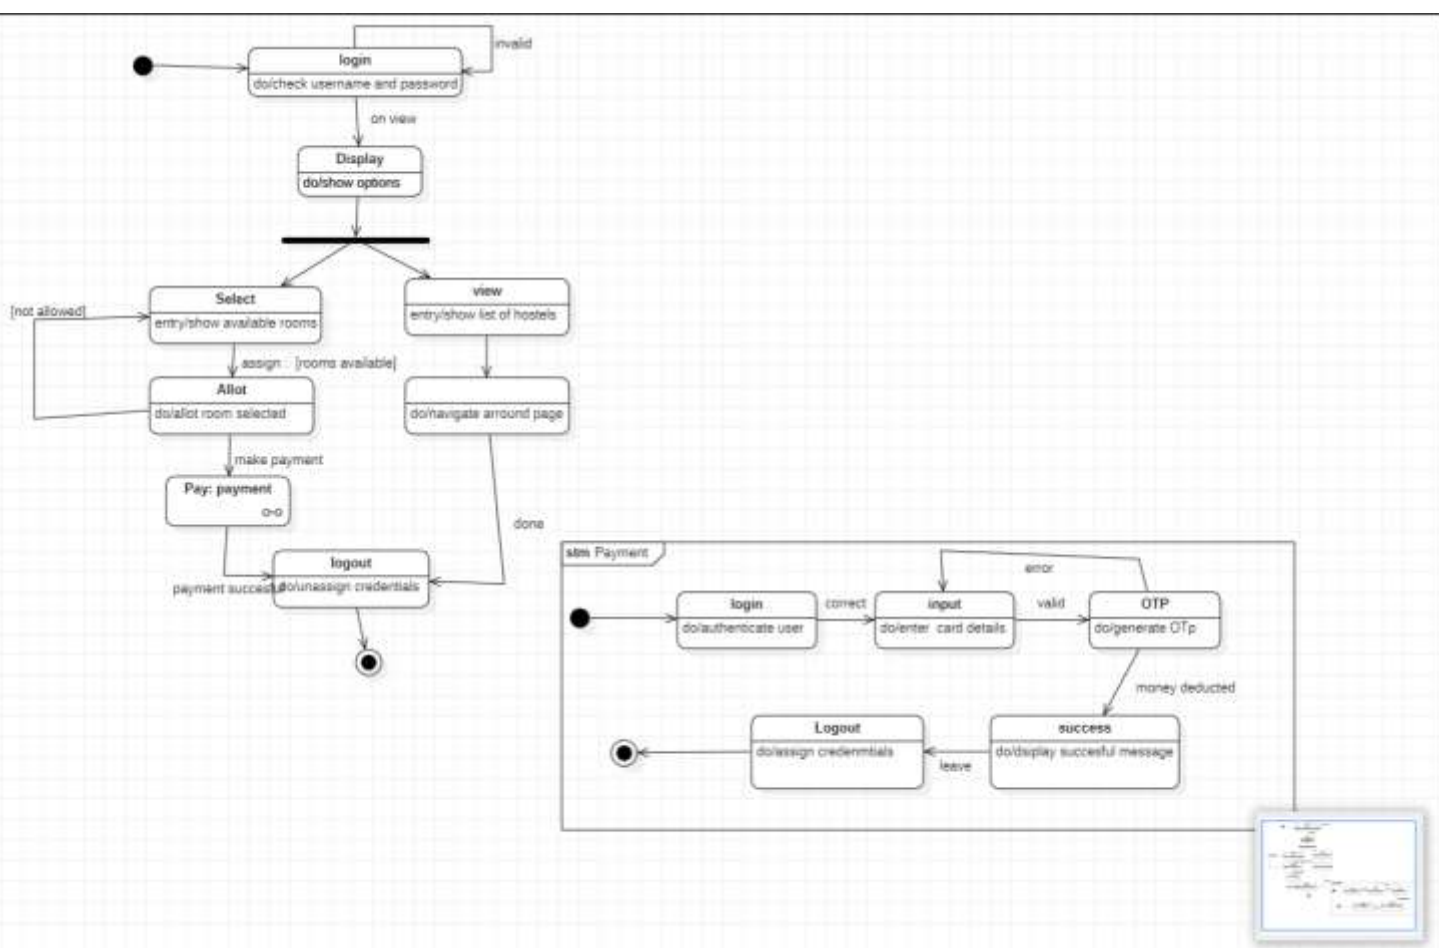 invalid
login
do/check username and password
on view
Display
do/show options
Select
entry/show available rooms
view
entry/show list of hostels
[not allowed]
assign [rooms available]
Allot
do/allot room selected
do/navigate arround page
make payment
Pay: payment
done
logout
do/unassign credentials
payment succesful
stm Payment
error
login
do/authenticate user
correct
input
do/enter card details
valid
OTP
do/generate OTp
money deducted
success
do/dsiplay succesful message
leave
Logout
do/assign credenmtials